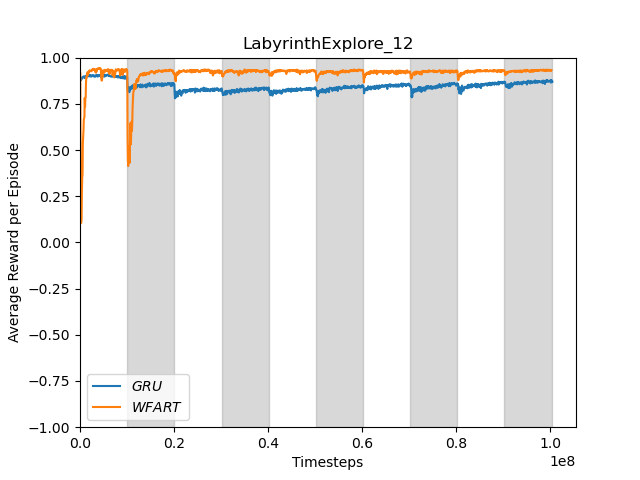 LabyrinthExplore_12
Average Reward per Episode
1.00
0.75
0.50
0.25
0.00
−0.25
−0.50
−0.75
−1.00
GRU
WFART
0.0 0.2 0.4 0.6 0.8 1.0
1e8
Timesteps